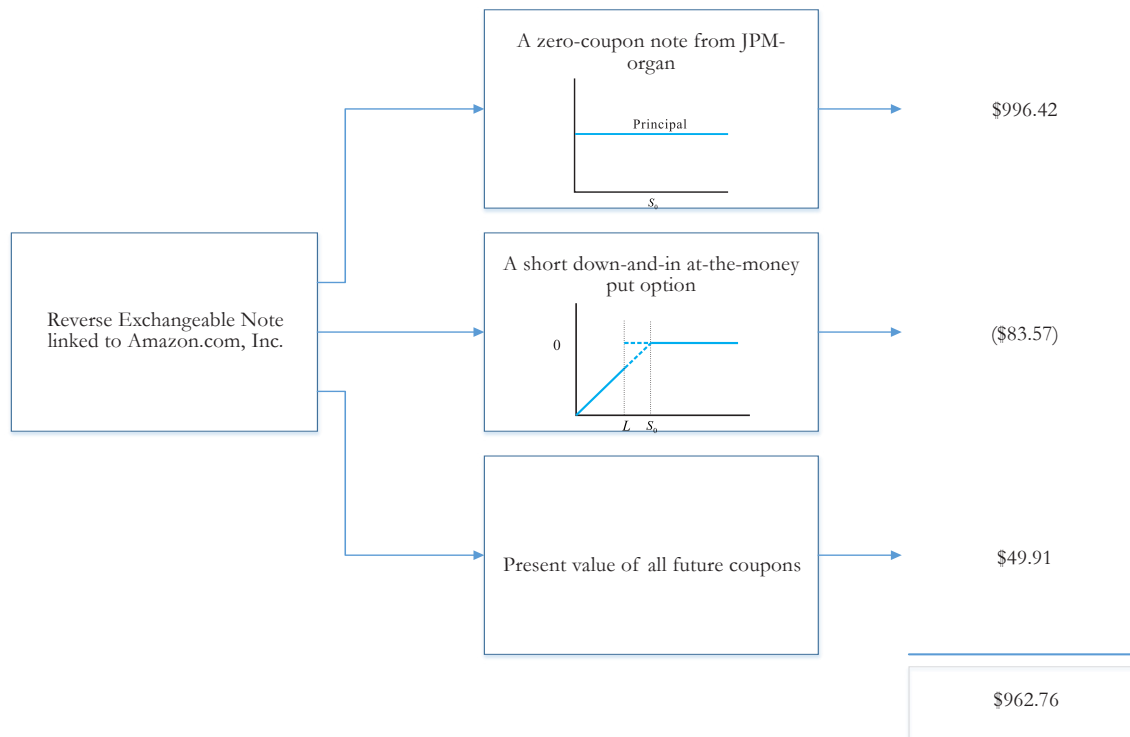 A zero-coupon note from JPM-
organ
Principal
S₀
$996.42
Reverse Exchangeable Note
linked to Amazon.com, Inc.
A short down-and-in at-the-money
put option
0
L S₀
($83.57)
Present value of all future coupons
$49.91
$962.76